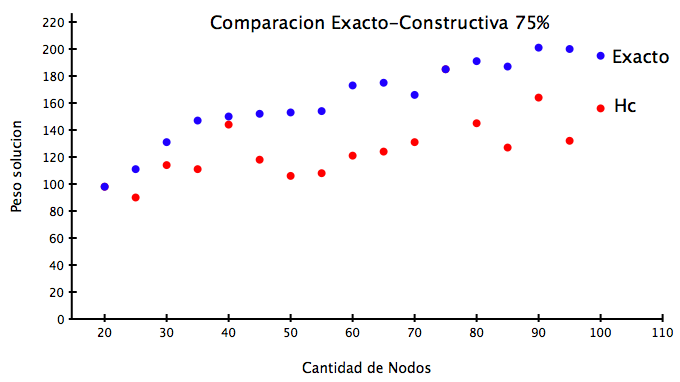 Comparacion Exacto-Constructiva 75%
220
200
180
160
140
120
100
80
60
40
20
0
Peso solucion
Exacto
Hc
20 30 40 50 60 70 80 90 100 110
Cantidad de Nodos